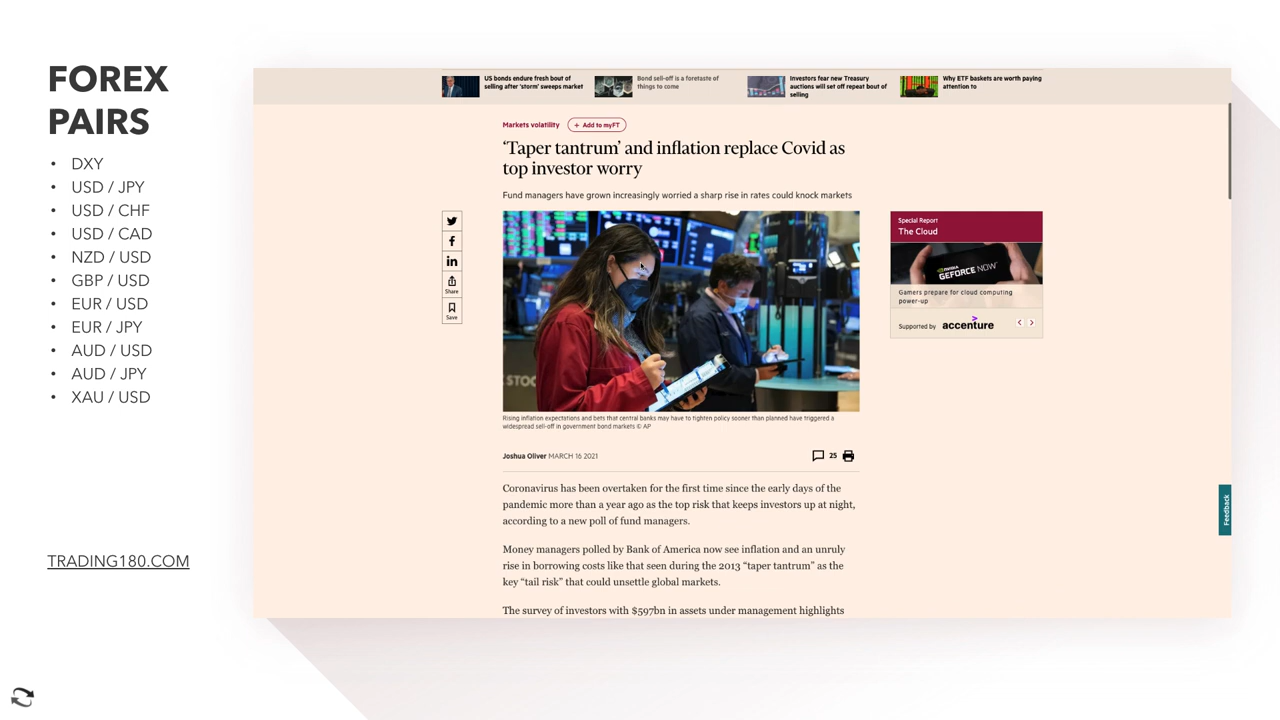 FOREX
PAIRS
• DXY
• USD / JPY
• USD / CHF
• USD / CAD
• NZD / USD
• GBP / USD
• EUR / USD
• EUR / JPY
• AUD / USD
• AUD / JPY
• XAU / USD
TRADING180.COM
US bonds endure fresh bout of
selling after 'storm' sweeps market
Bond sell-off is a foretaste of
things to come
Investors fear new Treasury
auctions will set off repeat bout of
selling
Why ETF baskets are worth paying
attention to
Markets volatility
+ Add to myFT
‘Taper tantrum’ and inflation replace Covid as
top investor worry
Fund managers have grown increasingly worried a sharp rise in rates could knock markets
Share
Save
STOC
Rising inflation expectations and bets that central banks may have to tighten policy sooner than planned have triggered a
widespread sell-off in government bond markets © AP
Joshua Oliver MARCH 16 2021
25
Coronavirus has been overtaken for the first time since the early days of the
pandemic more than a year ago as the top risk that keeps investors up at night,
according to a new poll of fund managers.
Money managers polled by Bank of America now see inflation and an unruly
rise in borrowing costs like that seen during the 2013 “taper tantrum” as the
key “tail risk” that could unsettle global markets.
The survey of investors with $597bn in assets under management highlights
Special Report
The Cloud
NVIDIA
GEFORCE NOW
Gamers prepare for cloud computing
power-up
Supported by accenture
Feedback